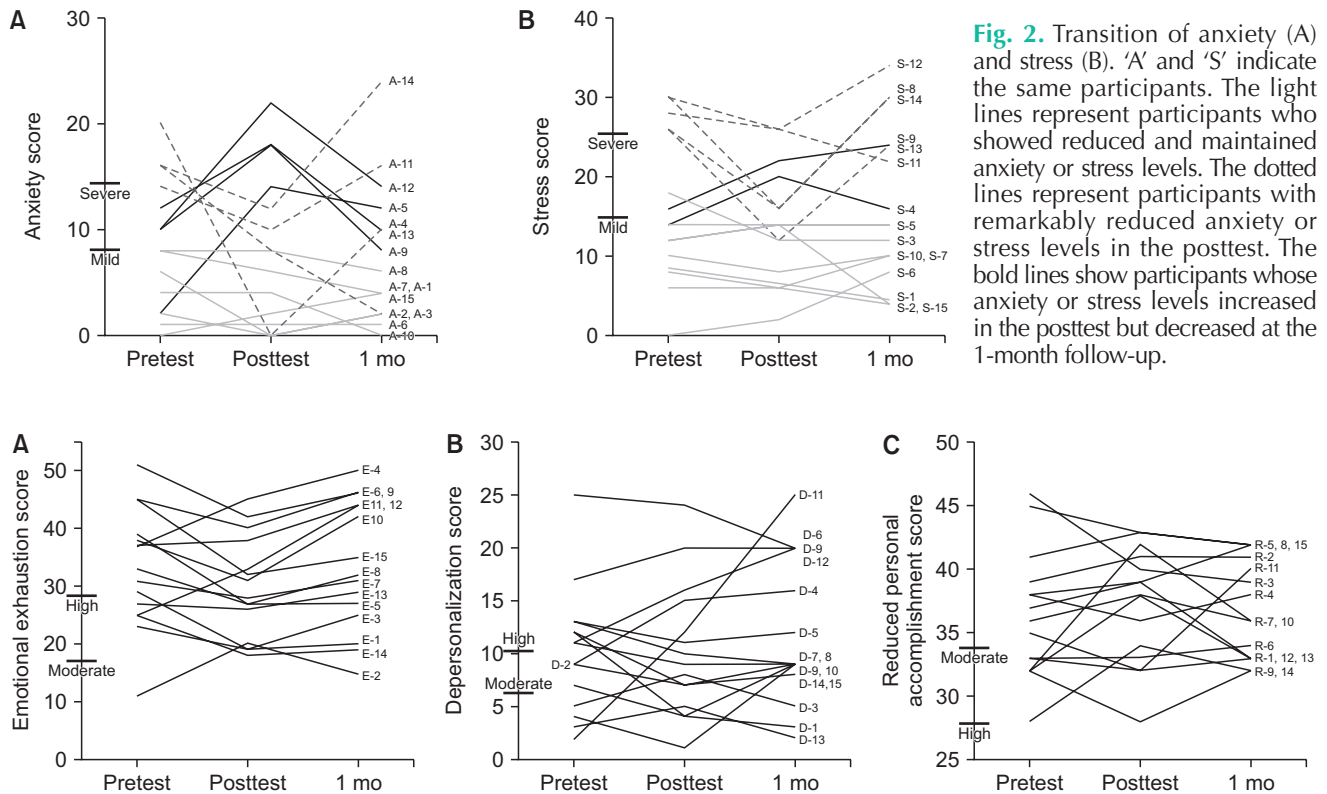 A
30
20
10
0
Anxiety score
Severe
Mild
Pretest
Posttest
1 mo
A-14
A-11
A-12
A-5
A-4
A-13
A-9
A-8
A-7, A-1
A-15
A-2, A-3
A-6
A-10
B
40
30
20
10
0
Stress score
Severe
Mild
Pretest
Posttest
1 mo
S-12
S-8
S-14
S-9
S-13
S-11
S-4
S-5
S-3
S-10, S-7
S-6
S-1
S-2, S-15
Fig. 2. Transition of anxiety (A)
and stress (B). ‘A’ and ‘S’ indicate
the same participants. The light
lines represent participants who
showed reduced and maintained
anxiety or stress levels. The dotted
lines represent participants with
remarkably reduced anxiety or
stress levels in the posttest. The
bold lines show participants whose
anxiety or stress levels increased
in the posttest but decreased at the
1-month follow-up.
A
50
40
30
20
10
0
Emotional exhaustion score
High
Moderate
Pretest
Posttest
1 mo
E-4
E-6, 9
E11, 12
E10
E-15
E-8
E-7
E-13
E-5
E-3
E-1
E-14
E-2
B
30
25
20
15
10
5
0
Depersonalization score
High
Moderate
D-2
Pretest
Posttest
1 mo
D-11
D-6
D-9
D-12
D-4
D-5
D-7, 8
D-9, 10
D-14,15
D-3
D-1
D-13
C
50
45
40
35
30
25
Reduced personal
accomplishment score
Moderate
High
Pretest
Posttest
1 mo
R-5, 8, 15
R-2
R-11
R-3
R-4
R-7, 10
R-6
R-1, 12, 13
R-9, 14